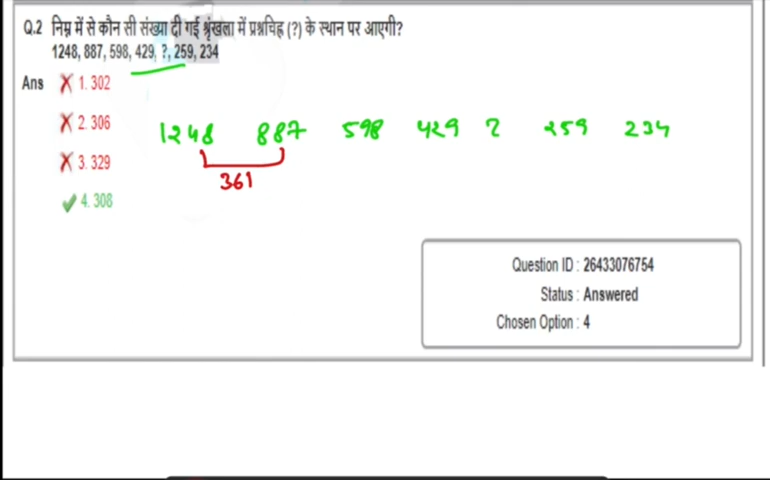 Q.2 निम्न में से कौन सी संख्या दी गई श्रृंखला में प्रश्नचिह्न (?) के स्थान पर आएगी?
1248, 887, 598, 429, ?, 259, 234
Ans X 1. 302
X 2. 306
X 3. 329
✓ 4. 308
1248 887 598 429 ? 259 234
361
Question ID : 26433076754
Status : Answered
Chosen Option : 4